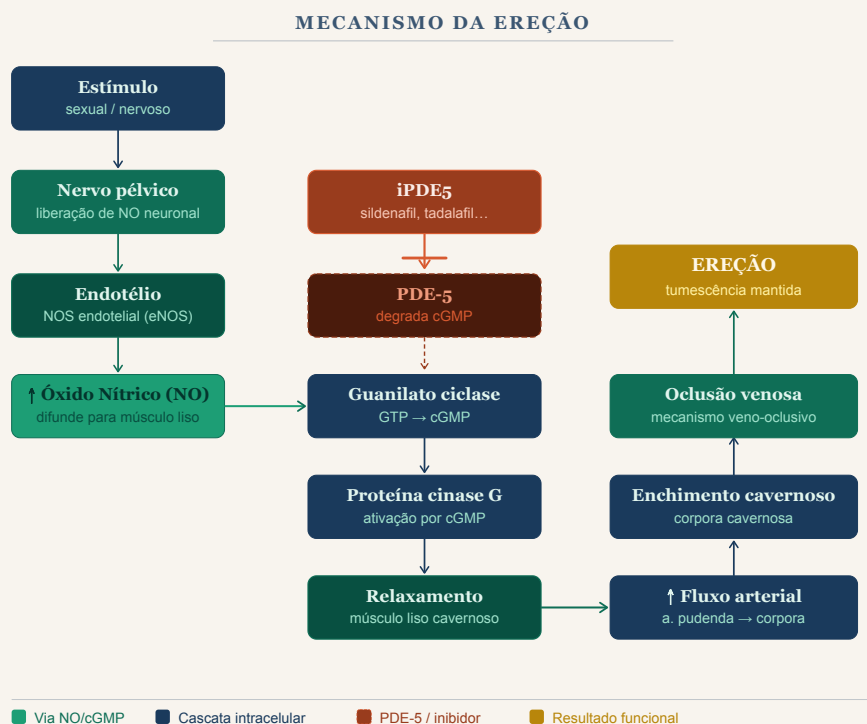 MECANISMO DA EREÇÃO
Estímulo
sexual / nervoso
Nervo pélvico
liberação de NO neuronal
Endotélio
NOS endotelial (eNOS)
↑ Óxido Nítrico (NO)
difunde para músculo liso
iPDE5
sildenafil, tadalafil…
PDE-5
degrada cGMP
Guanilato ciclase
GTP → cGMP
Proteína cinase G
ativação por cGMP
Relaxamento
músculo liso cavernoso
EREÇÃO
tumescência mantida
Oclusão venosa
mecanismo veno-oclusivo
Enchimento cavernoso
corpora cavernosa
↑ Fluxo arterial
a. pudenda → corpora
Via NO/cGMP
Cascata intracelular
PDE-5 / inibidor
Resultado funcional